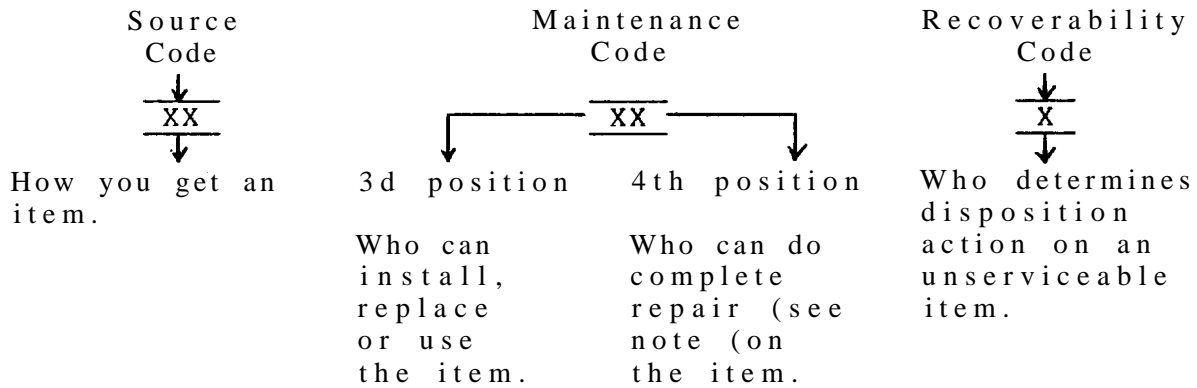 Source
Code
XX
How you get an
item.
Maintenance
Code
XX
3d position
Who can
install,
replace
or use
the item.
4th position
Who can do
complete
repair (see
note (on
the item.
Recoverability
Code
X
Who determines
disposition
action on an
unserviceable
item.